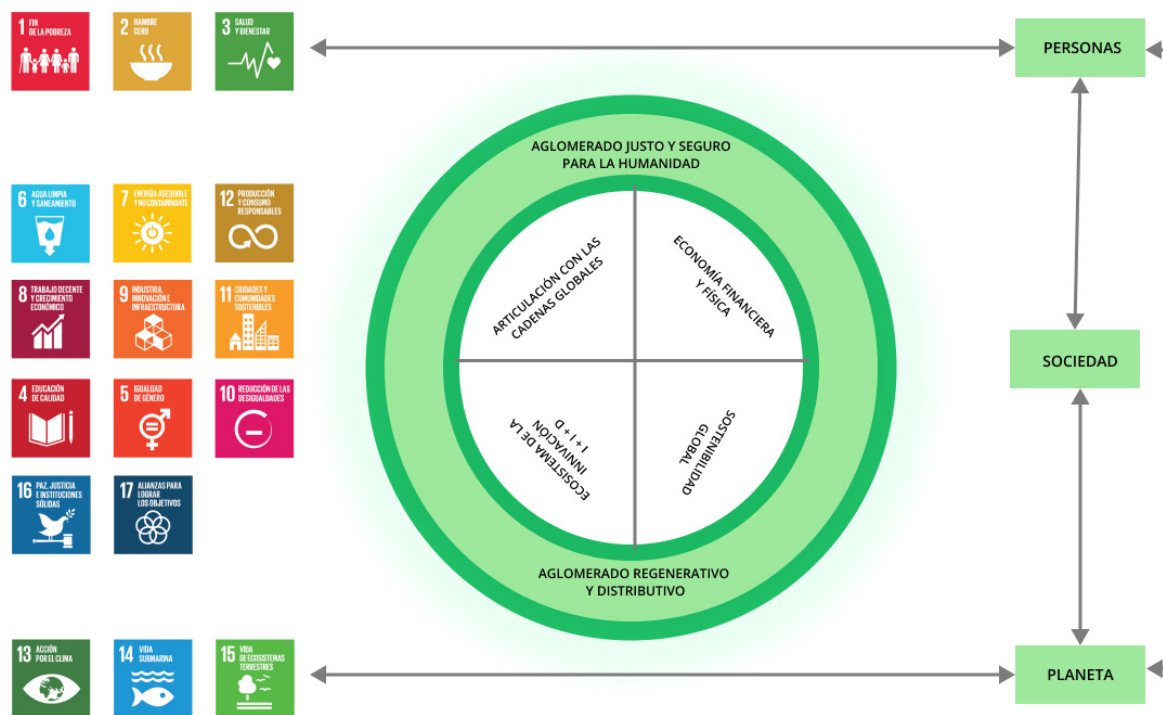 1 FIN
DE LA POBREZA
2 HAMBRE
CERO
3 SALUD
Y BIENESTAR
PERSONAS
AGLOMERADO JUSTO Y SEGURO
PARA LA HUMANIDAD
6 AGUA LIMPIA
Y SANEAMIENTO
7 ENERGÍA ASEQUIBLE
Y NO CONTAMINANTE
12 PRODUCCIÓN
Y CONSUMO
RESPONSABLES
8 TRABAJO DECENTE
Y CRECIMIENTO
ECONÓMICO
9 INDUSTRIA,
INNOVACIÓN E
INFRAESTRUCTURA
11 CIUDADES Y
COMUNIDADES
SOSTENIBLES
ARTICULACIÓN CON LAS
CADENAS GLOBALES
ECONOMÍA FINANCIERA
Y FÍSICA
SOCIEDAD
4 EDUCACIÓN
DE CALIDAD
5 IGUALDAD
DE GÉNERO
10 REDUCCIÓN DE LAS
DESIGUALDADES
ECOSISTEMA DE LA
INNIVACIÓN
I + I + D
SOSTENIBILIDAD
GLOBAL
16 PAZ, JUSTICIA
E INSTITUCIONES
SÓLIDAS
17 ALIANZAS PARA
LOGRAR
LOS OBJETIVOS
AGLOMERADO REGENERATIVO
Y DISTRIBUTIVO
13 ACCIÓN
POR EL CLIMA
14 VIDA
SUBMARINA
15 VIDA
DE ECOSISTEMAS
TERRESTRES
PLANETA